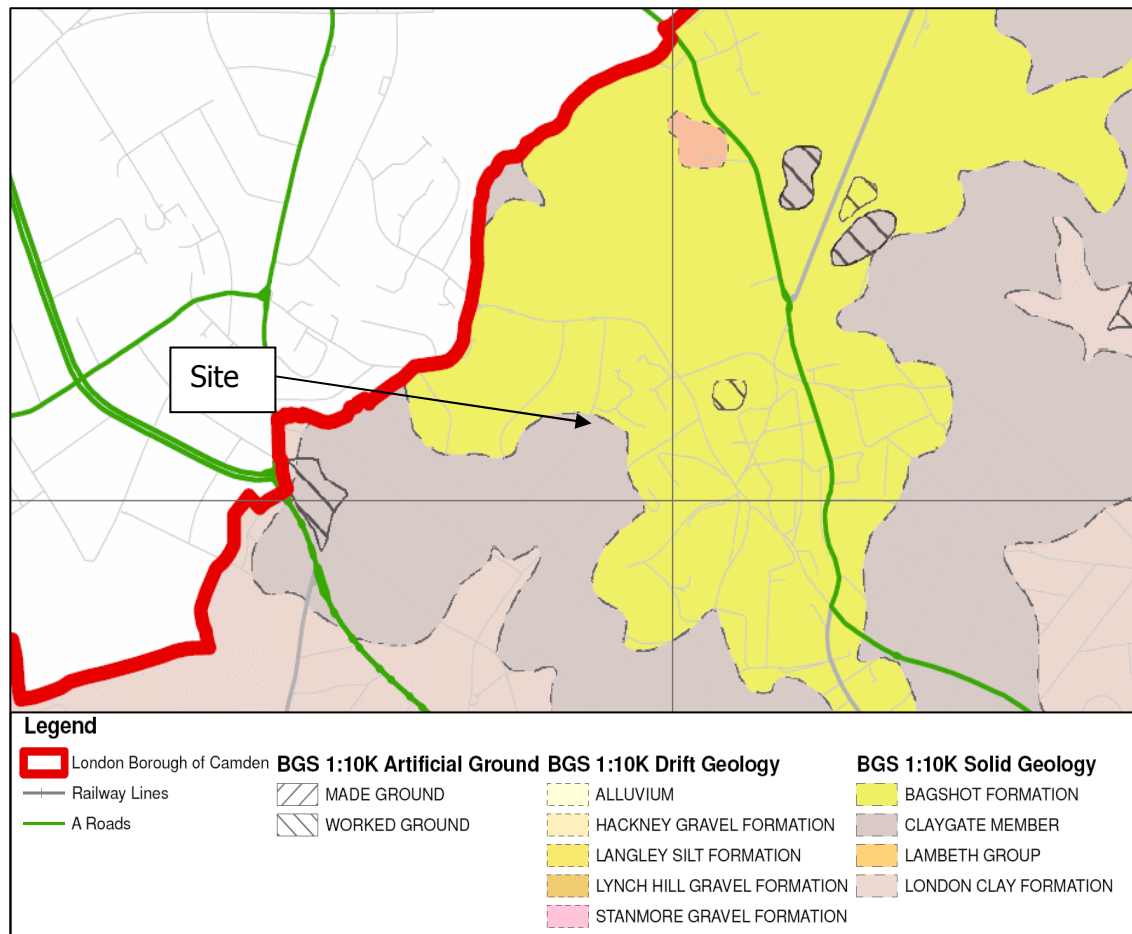 Site
Legend
London Borough of Camden
Railway Lines
A Roads
BGS 1:10K Artificial Ground
MADE GROUND
WORKED GROUND
BGS 1:10K Drift Geology
ALLUVIUM
HACKNEY GRAVEL FORMATION
LANGLEY SILT FORMATION
LYNCH HILL GRAVEL FORMATION
STANMORE GRAVEL FORMATION
BGS 1:10K Solid Geology
BAGSHOT FORMATION
CLAYGATE MEMBER
LAMBETH GROUP
LONDON CLAY FORMATION